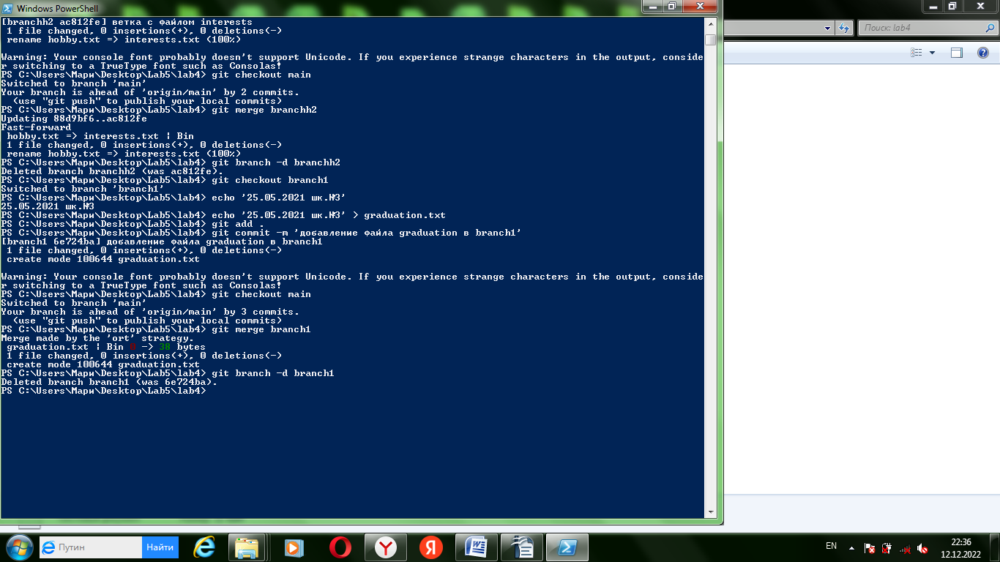 Windows PowerShell
[branchh2 ac812fe] ветка с файлом interests
 1 file changed, 0 insertions(+), 0 deletions(-)
 rename hobby.txt => interests.txt (100%)
Warning: Your console font probably doesn't support Unicode. If you experience strange characters in the output, conside
r switching to a TrueType font such as Consolas!
PS C:\Users\Мари\Desktop\Lab5\lab4> git checkout main
Switched to branch 'main'
Your branch is ahead of 'origin/main' by 2 commits.
  (use "git push" to publish your local commits)
PS C:\Users\Мари\Desktop\Lab5\lab4> git merge branchh2
Updating 88d9bf6..ac812fe
Fast-forward
 hobby.txt => interests.txt | Bin
 1 file changed, 0 insertions(+), 0 deletions(-)
 rename hobby.txt => interests.txt (100%)
PS C:\Users\Мари\Desktop\Lab5\lab4> git branch -d branchh2
Deleted branch branchh2 (was ac812fe).
PS C:\Users\Мари\Desktop\Lab5\lab4> git checkout branch1
Switched to branch 'branch1'
PS C:\Users\Мари\Desktop\Lab5\lab4> echo '25.05.2021 шк.№3'
25.05.2021 шк.№3
PS C:\Users\Мари\Desktop\Lab5\lab4> echo '25.05.2021 шк.№3' > graduation.txt
PS C:\Users\Мари\Desktop\Lab5\lab4> git add .
PS C:\Users\Мари\Desktop\Lab5\lab4> git commit -m 'добавление файла graduation в branch1'
[branch1 6e724ba] добавление файла graduation в branch1
 1 file changed, 0 insertions(+), 0 deletions(-)
 create mode 100644 graduation.txt
Warning: Your console font probably doesn't support Unicode. If you experience strange characters in the output, conside
r switching to a TrueType font such as Consolas!
PS C:\Users\Мари\Desktop\Lab5\lab4> git checkout main
Switched to branch 'main'
Your branch is ahead of 'origin/main' by 3 commits.
  (use "git push" to publish your local commits)
PS C:\Users\Мари\Desktop\Lab5\lab4> git merge branch1
Merge made by the 'ort' strategy.
 graduation.txt | Bin 0 -> 38 bytes
 1 file changed, 0 insertions(+), 0 deletions(-)
 create mode 100644 graduation.txt
PS C:\Users\Мари\Desktop\Lab5\lab4> git branch -d branch1
Deleted branch branch1 (was 6e724ba).
PS C:\Users\Мари\Desktop\Lab5\lab4>
Поиск: lab4
Путин
Найти
EN
22:36
12.12.2022